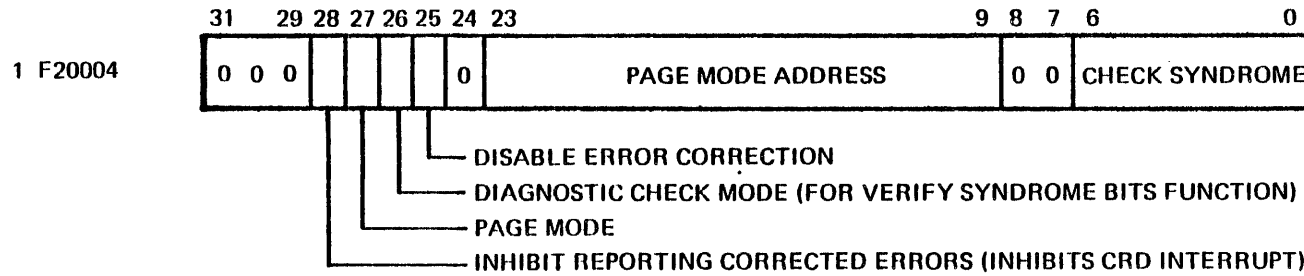 31 29 28 27 26 25 24 23 9 8 7 6 0
1 F20004 0 0 0 0 PAGE MODE ADDRESS 0 0 CHECK SYNDROME
DISABLE ERROR CORRECTION
DIAGNOSTIC CHECK MODE (FOR VERIFY SYNDROME BITS FUNCTION)
PAGE MODE
INHIBIT REPORTING CORRECTED ERRORS (INHIBITS CRD INTERRUPT)